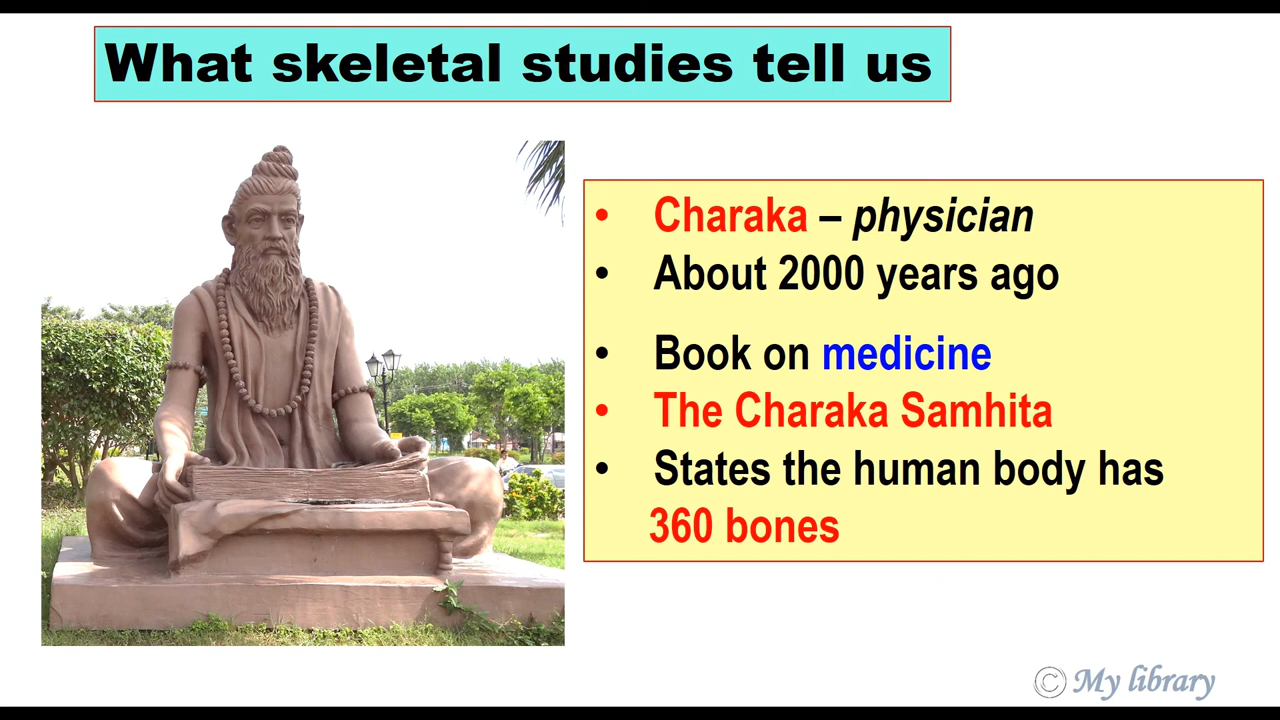 What skeletal studies tell us
• Charaka – physician
• About 2000 years ago
• Book on medicine
• The Charaka Samhita
• States the human body has
360 bones
© My library